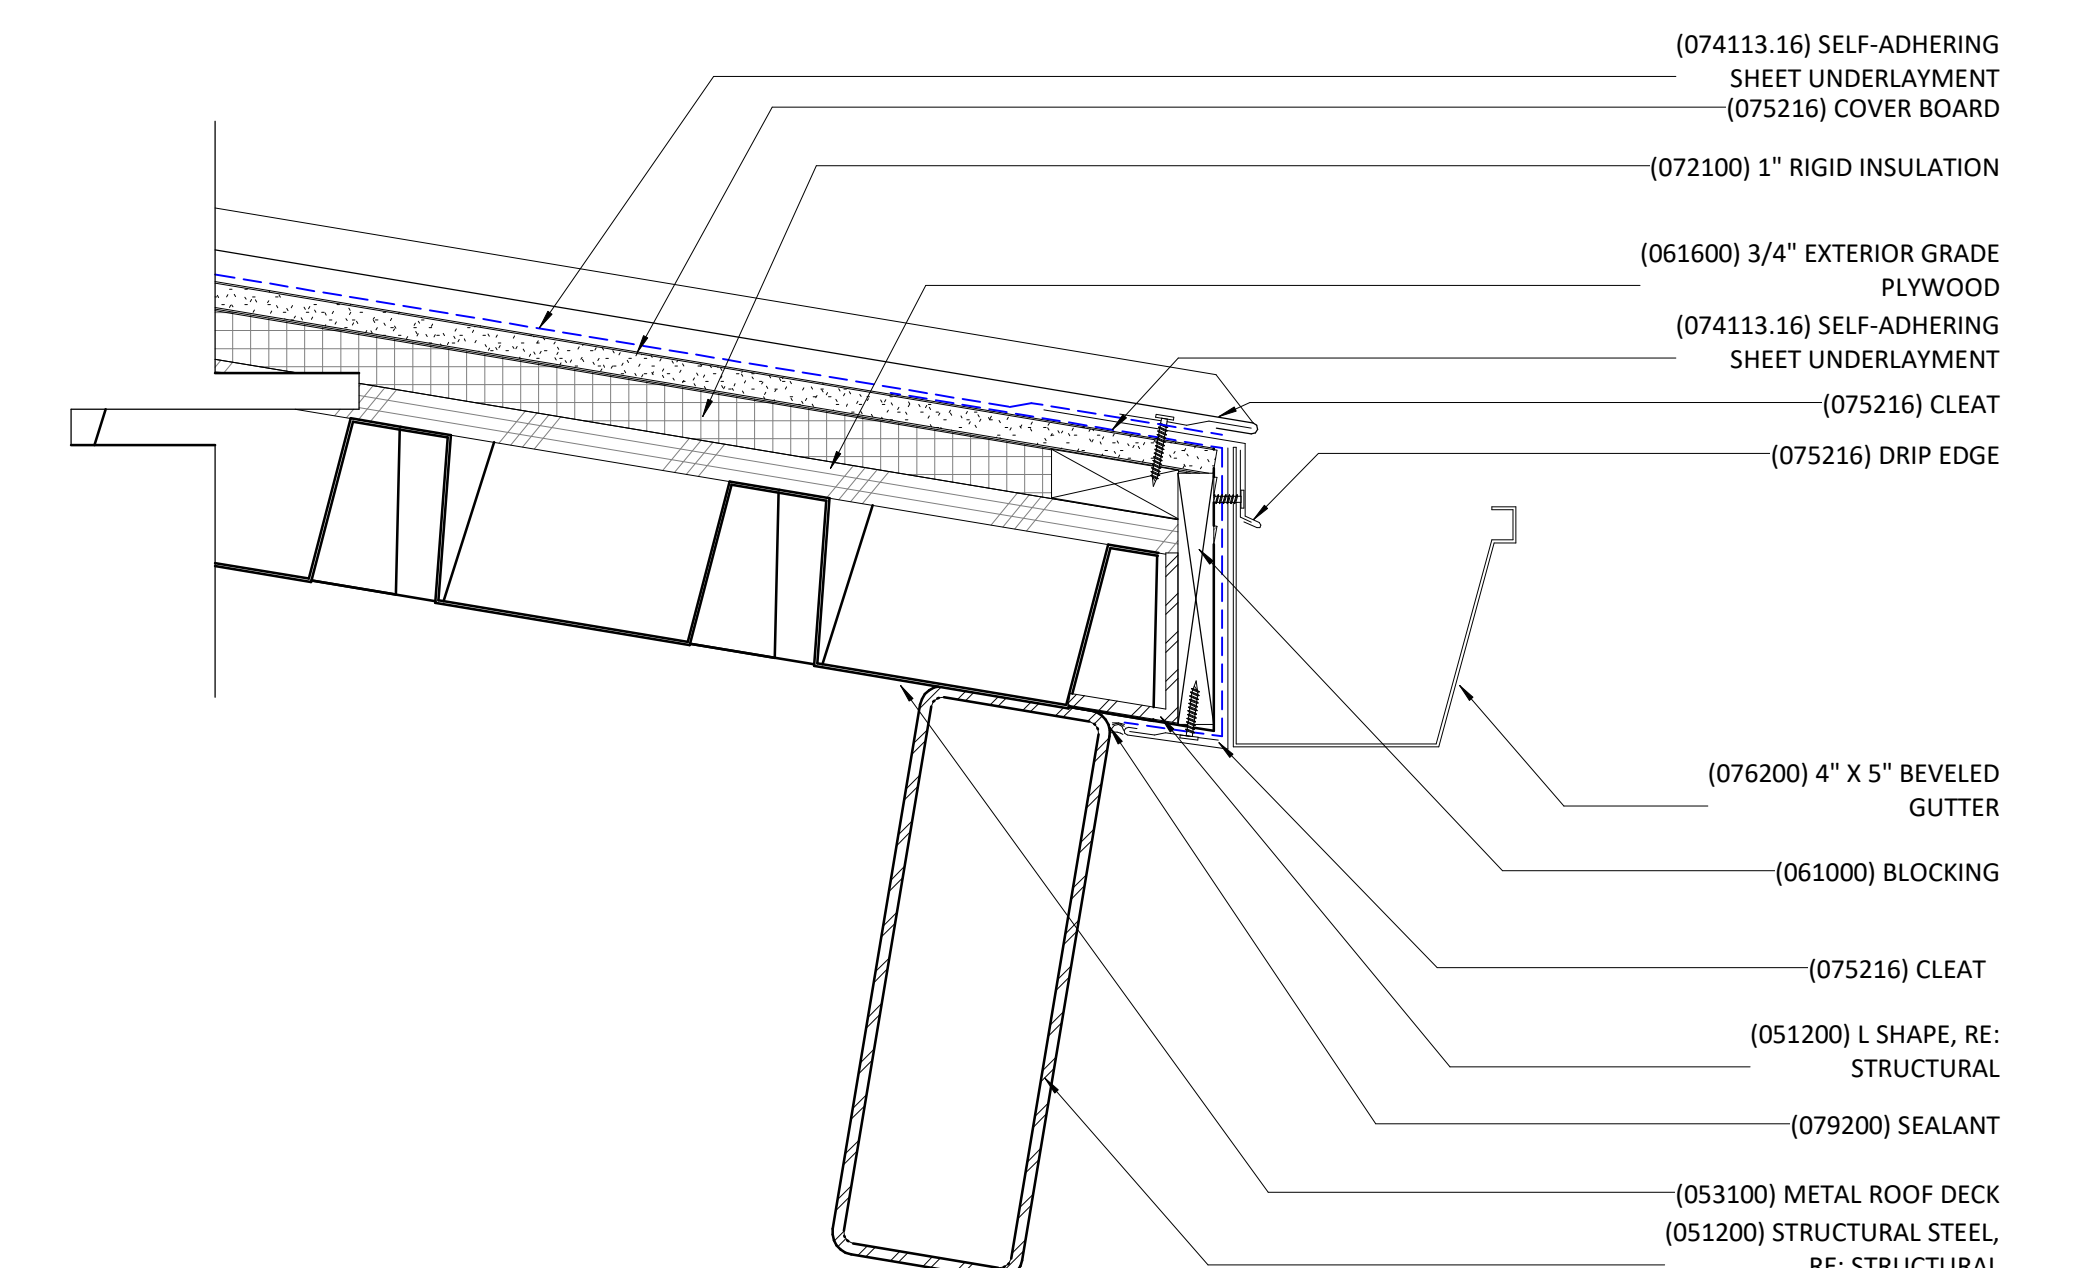 (074113.16) SELF-ADHERING
SHEET UNDERLAYMENT
(075216) COVER BOARD
(072100) 1" RIGID INSULATION
(061600) 3/4" EXTERIOR GRADE
PLYWOOD
(074113.16) SELF-ADHERING
SHEET UNDERLAYMENT
(075216) CLEAT
(075216) DRIP EDGE
(076200) 4" X 5" BEVELED
GUTTER
(061000) BLOCKING
(075216) CLEAT
(051200) L SHAPE, RE:
STRUCTURAL
(079200) SEALANT
(053100) METAL ROOF DECK
(051200) STRUCTURAL STEEL,
RE: STRUCTURAL